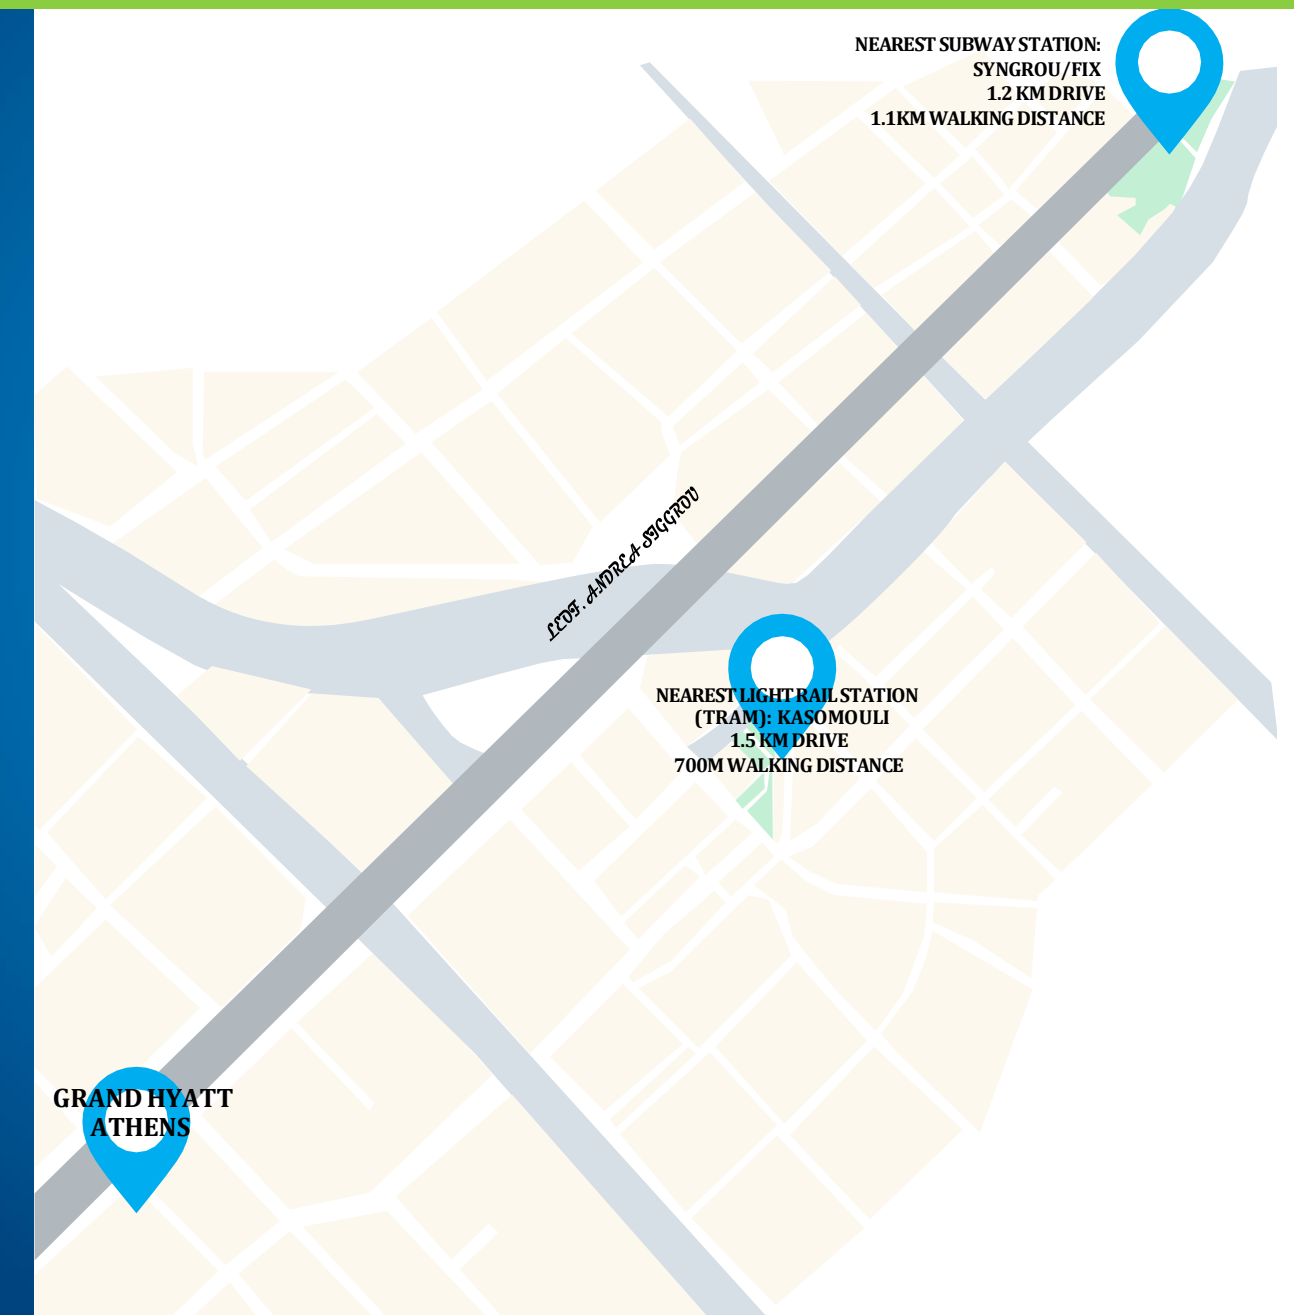 NEAREST SUBWAY STATION:
SYNGROU/FIX
1.2 KM DRIVE
1.1KM WALKING DISTANCE
LEOF. ANDREA SIGGROU
NEAREST LIGHT RAIL STATION
(TRAM): KASOMOULI
1.5 KM DRIVE
700M WALKING DISTANCE
GRAND HYATT
ATHENS